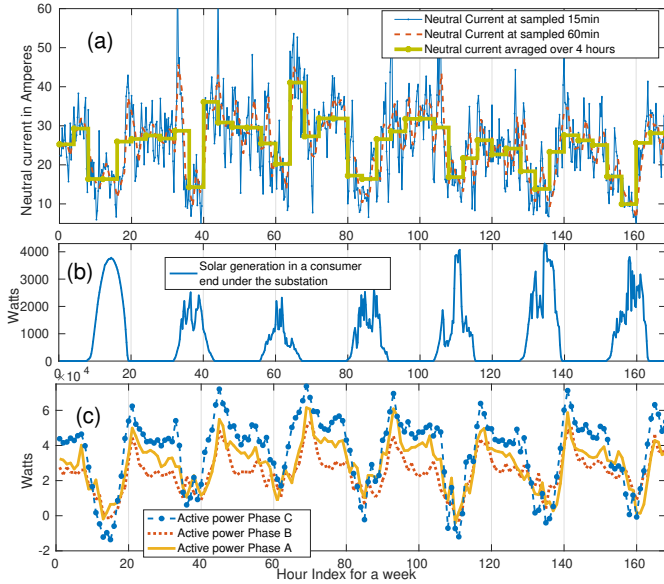 60
50
40
30
20
10
Neutral current in Amperes
(a)
Neutral Current at sampled 15min
Neutral Current at sampled 60min
Neutral current avraged over 4 hours
0 20 40 60 80 100 120 140 160
4000
3000
2000
1000
0
Watts
(b)
Solar generation in a consumer
end under the substation
0 20 40 60 80 100 120 140 160
×10^4
6
4
2
0
-2
Watts
(c)
Active power Phase C
Active power Phase B
Active power Phase A
0 20 40 60 80 100 120 140 160
Hour Index for a week